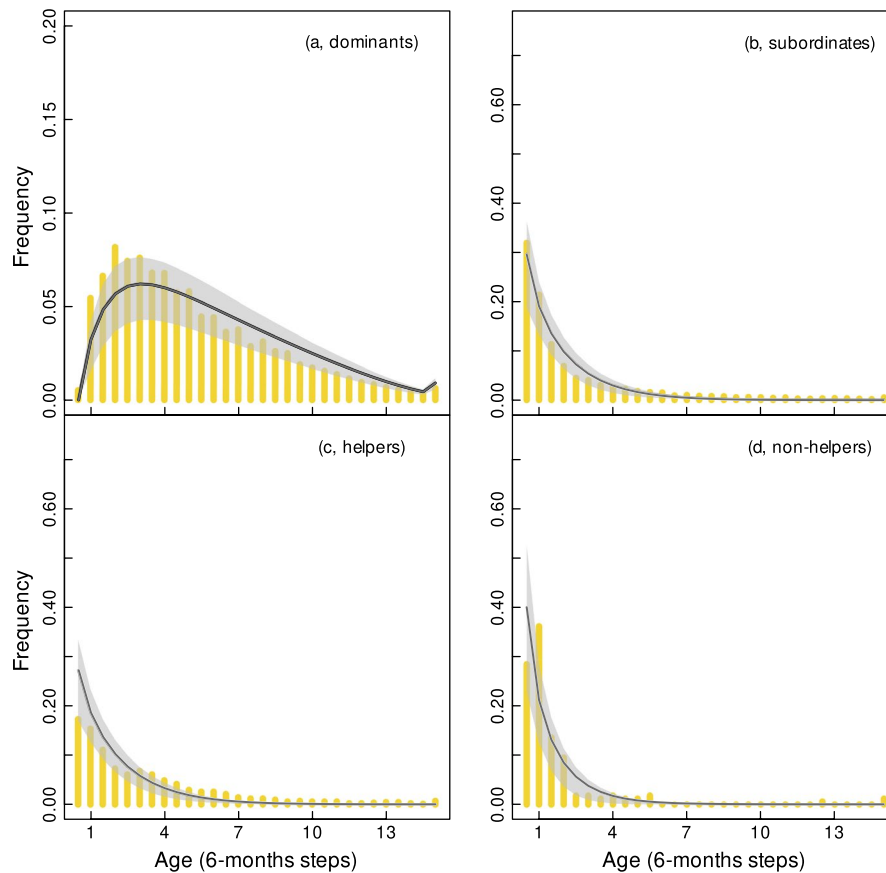 (a, dominants)
Frequency
0.00 0.05 0.10 0.15 0.20
(b, subordinates)
0.00 0.20 0.40 0.60
(c, helpers)
Frequency
0.00 0.20 0.40 0.60
1 4 7 10 13
Age (6-months steps)
(d, non-helpers)
0.00 0.20 0.40 0.60
1 4 7 10 13
Age (6-months steps)